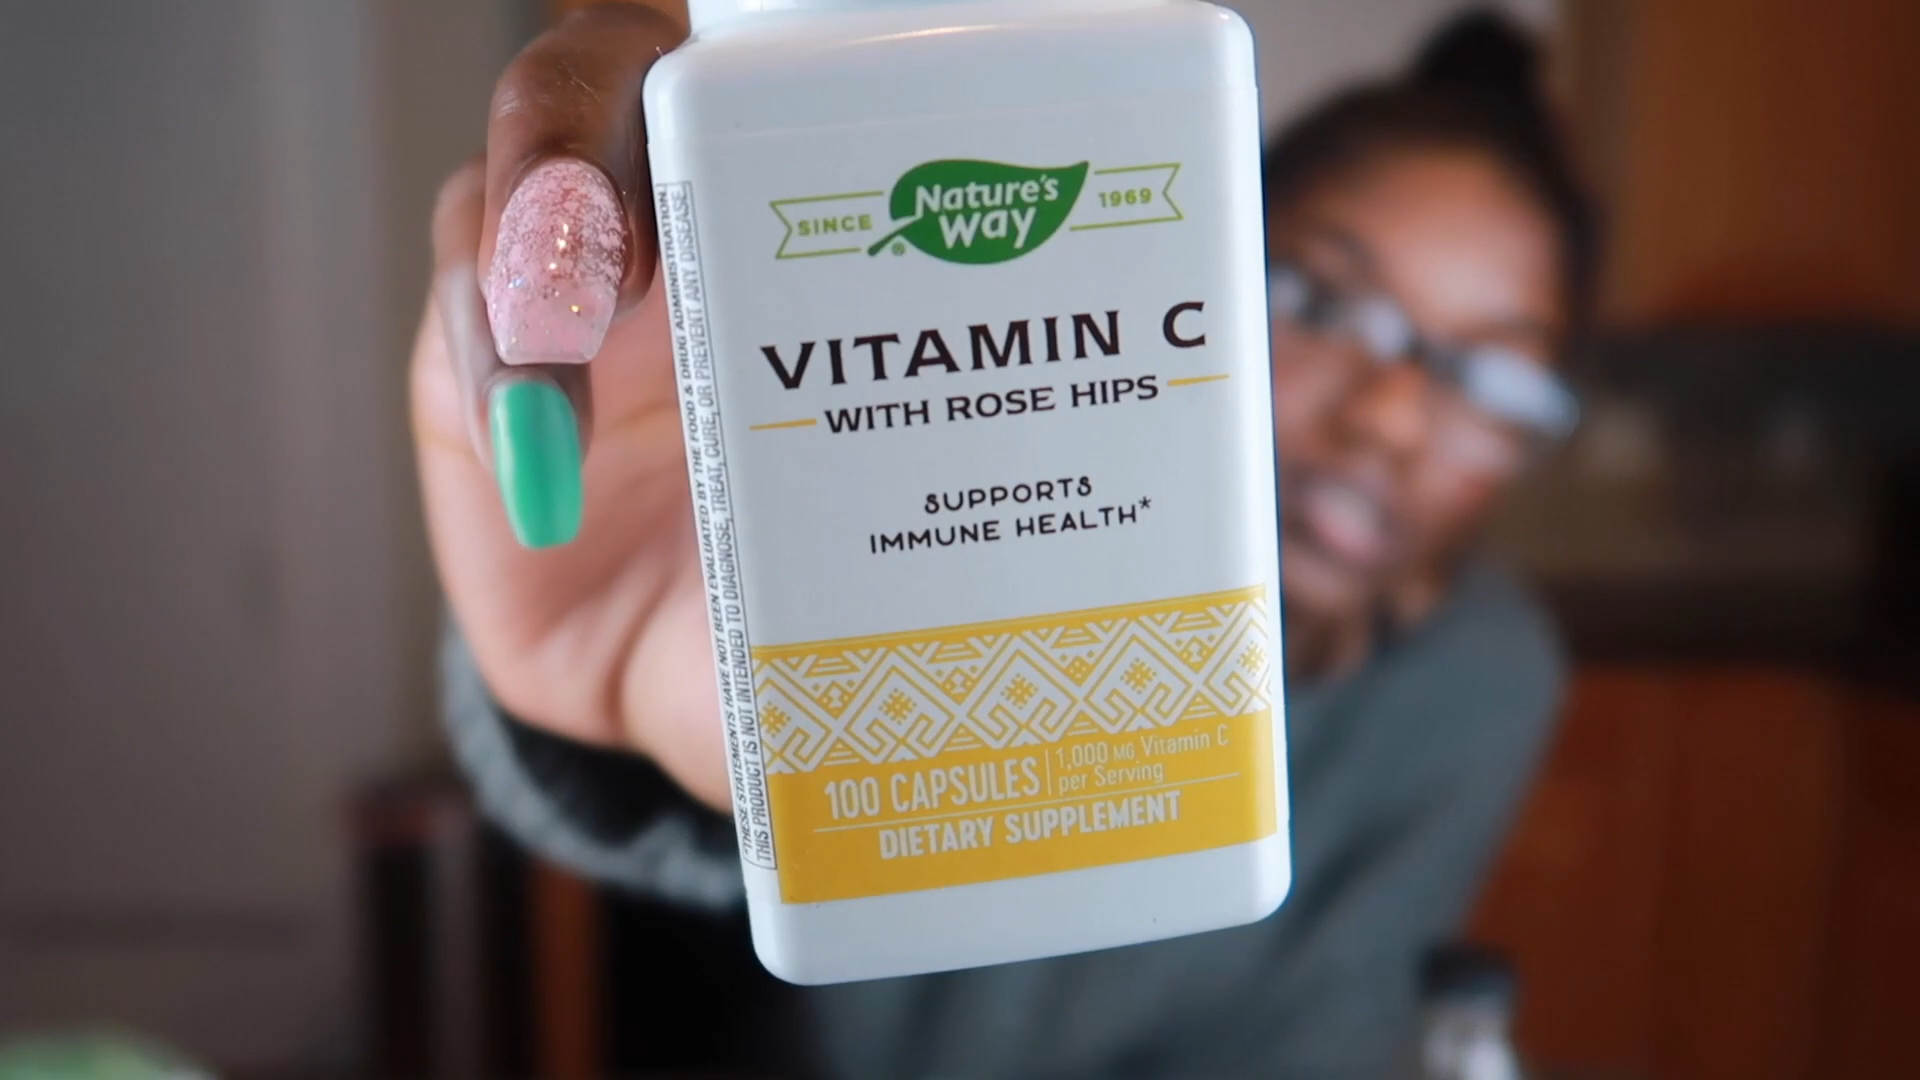 SINCE Nature's Way® 1969
VITAMIN C
WITH ROSE HIPS
SUPPORTS
IMMUNE HEALTH*
100 CAPSULES
1,000 MG Vitamin C
per Serving
DIETARY SUPPLEMENT
*THESE STATEMENTS HAVE NOT BEEN EVALUATED BY THE FOOD & DRUG ADMINISTRATION.
THIS PRODUCT IS NOT INTENDED TO DIAGNOSE, TREAT, CURE, OR PREVENT ANY DISEASE.